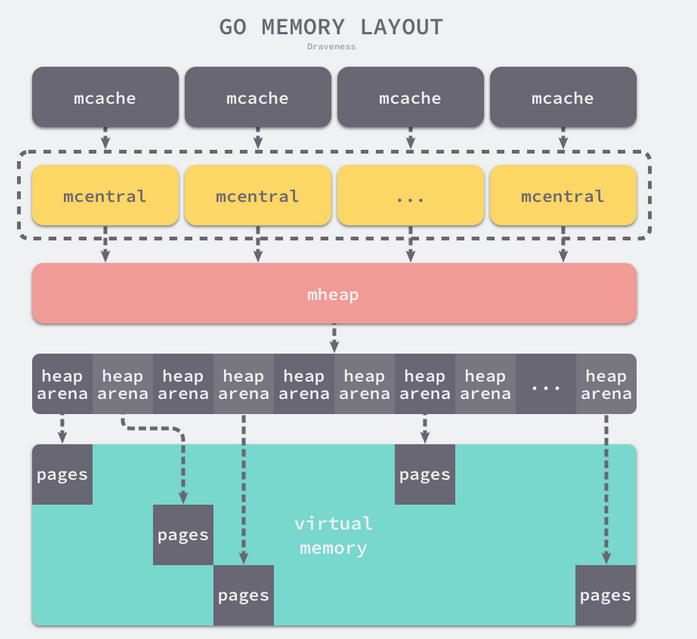 GO MEMORY LAYOUT
Draveness
mcache mcache mcache mcache
mcentral mcentral ... mcentral
mheap
heap heap heap heap heap heap heap heap ... heap
arena arena arena arena arena arena arena arena arena
pages pages
virtual
pages
memory
pages pages